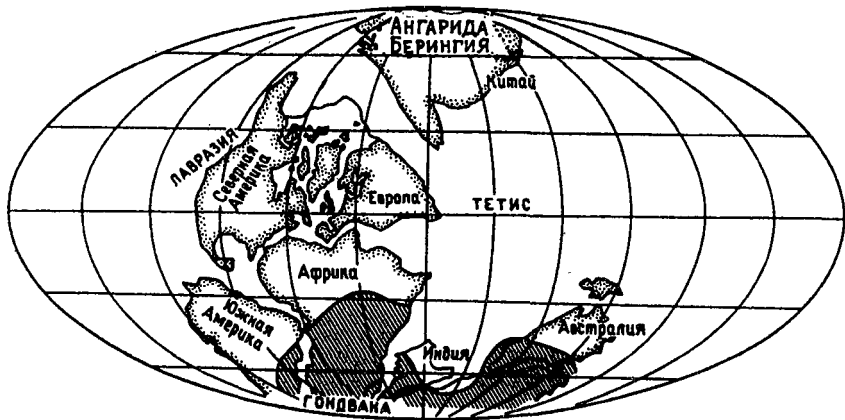 АНГАРИДА
БЕРИНГИЯ
Китай
ЛАВРАЗИЯ
Северная
Америка
Европа
ТЕТИС
Африка
Южная
Америка
Индия
Австралия
ГОНДВАНА